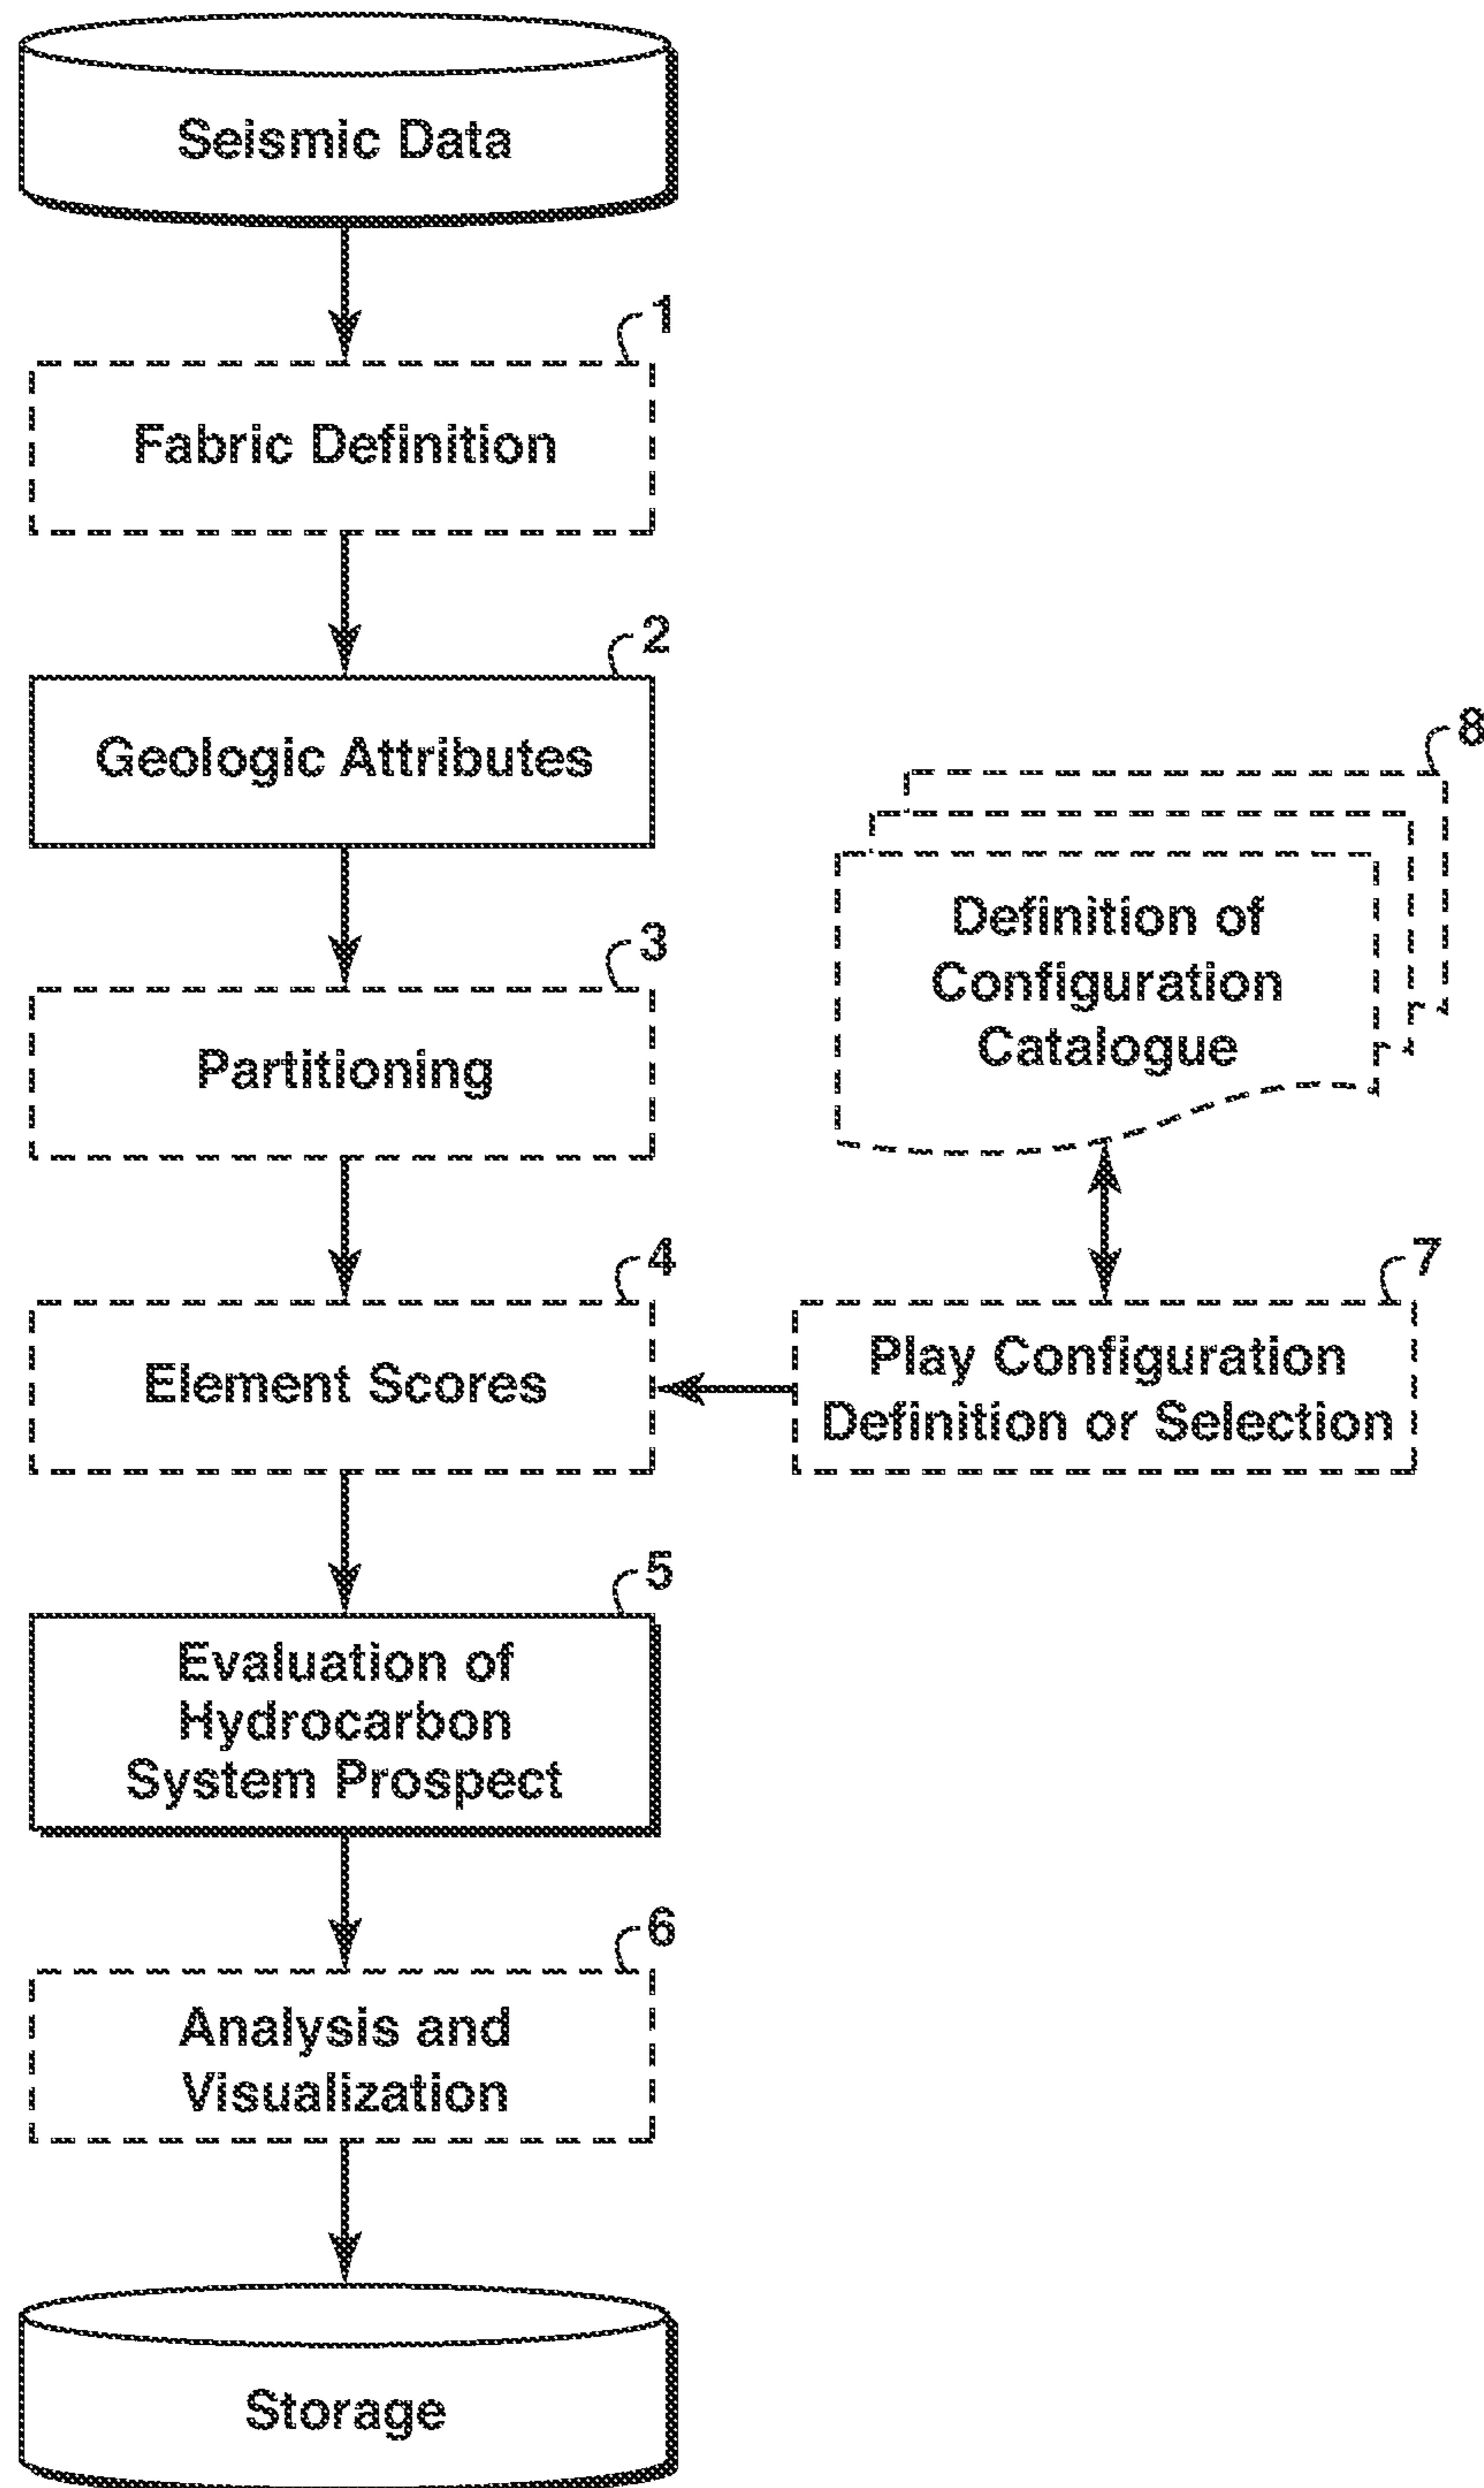 Seismic Data
1
Fabric Definition
2
Geologic Attributes
3
Partitioning
4
Element Scores
5
Evaluation of
Hydrocarbon
System Prospect
6
Analysis and
Visualization
Storage
8
Definition of
Configuration
Catalogue
7
Play Configuration
Definition or Selection